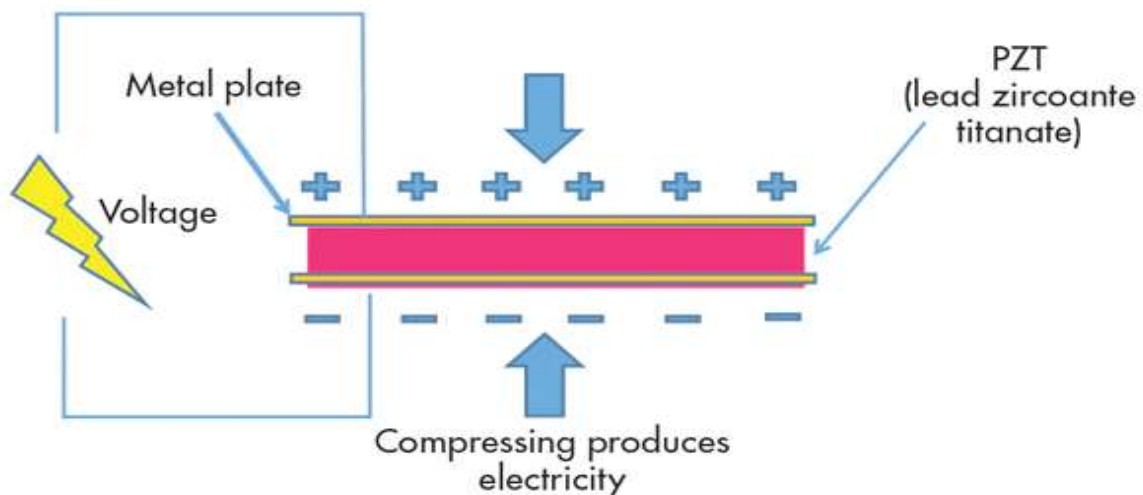 Metal plate
PZT
(lead zircoante
titanate)
Voltage
Compressing produces
electricity